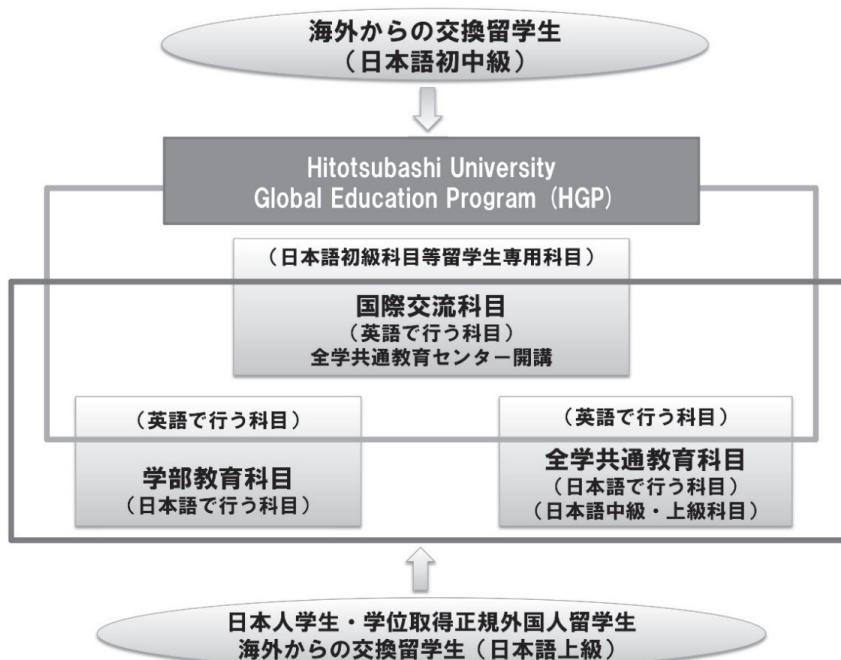 海外からの交換留学生
(日本語初中級)
Hitotsubashi University
Global Education Program (HGP)
(日本語初級科目等留学生専用科目)
国際交流科目
(英語で行う科目)
全学共通教育センター開講
(英語で行う科目)
学部教育科目
(日本語で行う科目)
(英語で行う科目)
全学共通教育科目
(日本語で行う科目)
(日本語中級・上級科目)
日本人学生・学位取得正規外国人留学生
海外からの交換留学生(日本語上級)